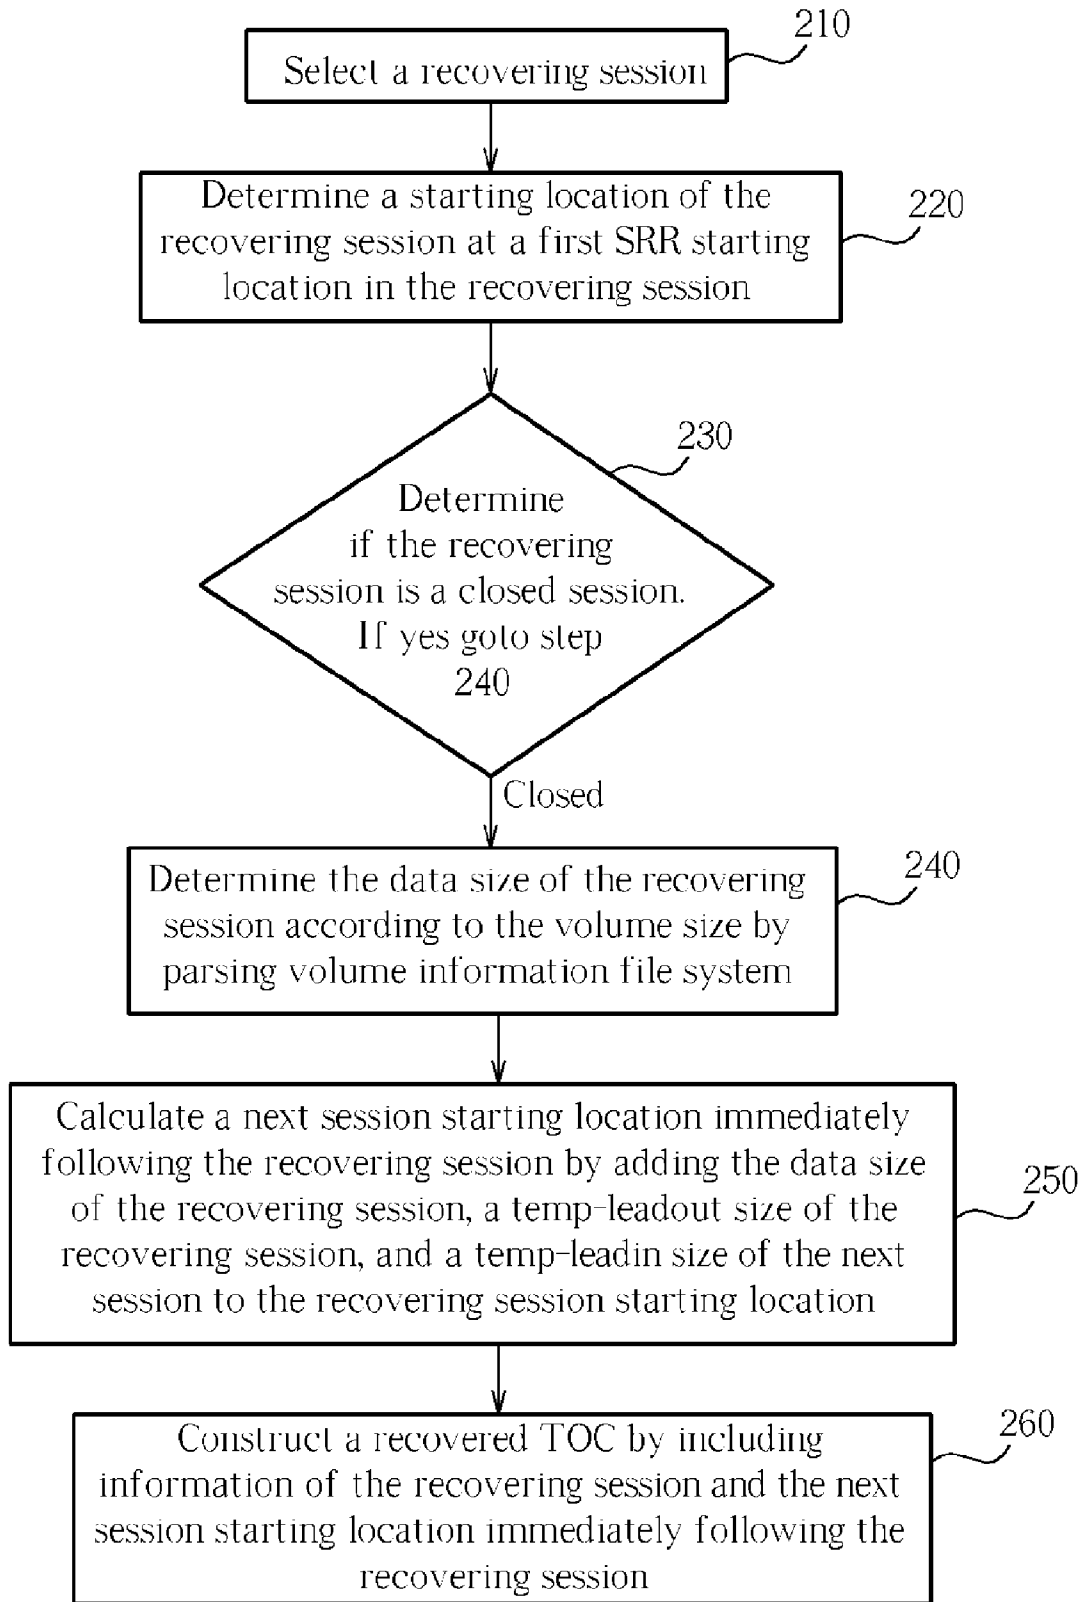 210
Select a recovering session
220
Determine a starting location of the
recovering session at a first SRR starting
location in the recovering session
230
Determine
if the recovering
session is a closed session.
If yes goto step
240
Closed
240
Determine the data size of the recovering
session according to the volume size by
parsing volume information file system
250
Calculate a next session starting location immediately
following the recovering session by adding the data size
of the recovering session, a temp-leadout size of the
recovering session, and a temp-leadin size of the next
session to the recovering session starting location
260
Construct a recovered TOC by including
information of the recovering session and the next
session starting location immediately following the
recovering session